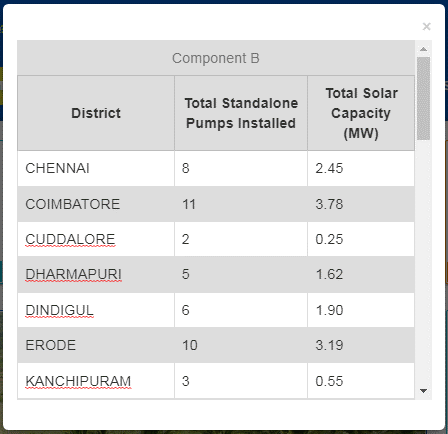 ×
Component B
District
Total Standalone
Pumps Installed
Total Solar
Capacity
(MW)
CHENNAI 8 2.45
COIMBATORE 11 3.78
CUDDALORE 2 0.25
DHARMAPURI 5 1.62
DINDIGUL 6 1.90
ERODE 10 3.19
KANCHIPURAM 3 0.55